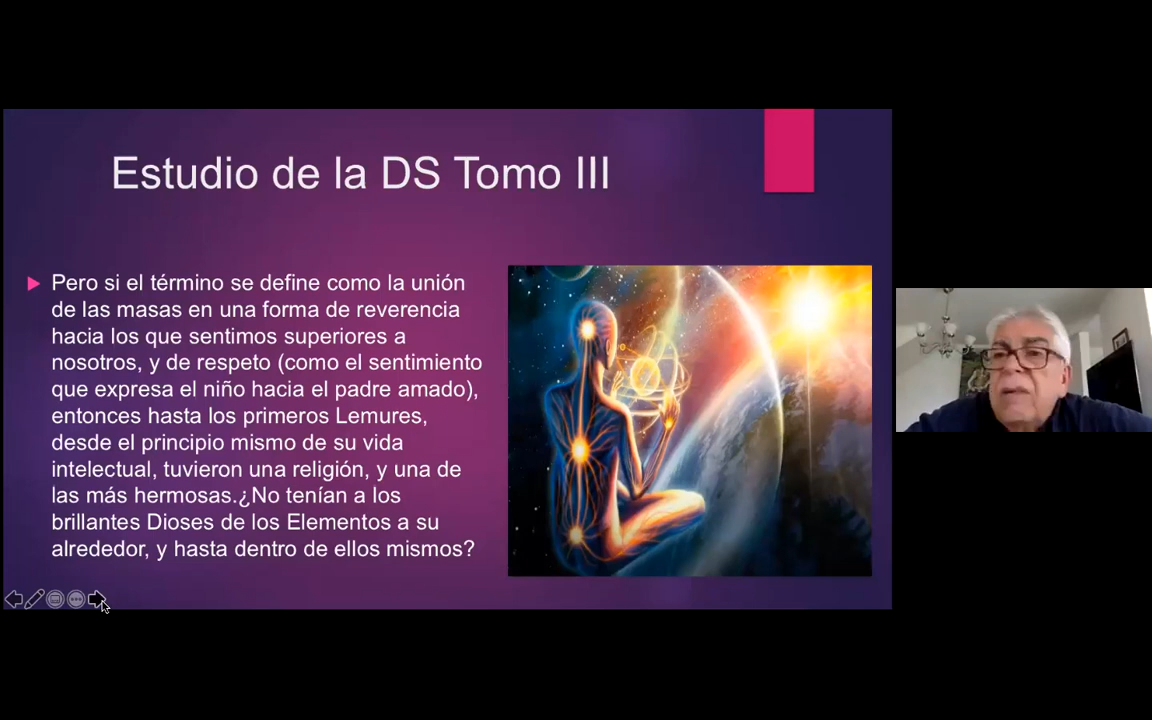 Estudio de la DS Tomo III
Pero si el término se define como la unión
de las masas en una forma de reverencia
hacia los que sentimos superiores a
nosotros, y de respeto (como el sentimiento
que expresa el niño hacia el padre amado),
entonces hasta los primeros Lemures,
desde el principio mismo de su vida
intelectual, tuvieron una religión, y una de
las más hermosas.¿No tenían a los
brillantes Dioses de los Elementos a su
alrededor, y hasta dentro de ellos mismos?